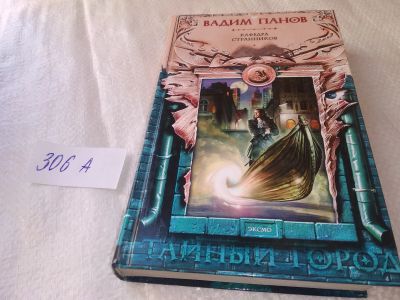 ВАДИМ ПАНОВ
КАФЕДРА
СТРАННИКОВ
306 А
ЭКСМО
ТАЙНЫЙ ГОРОД